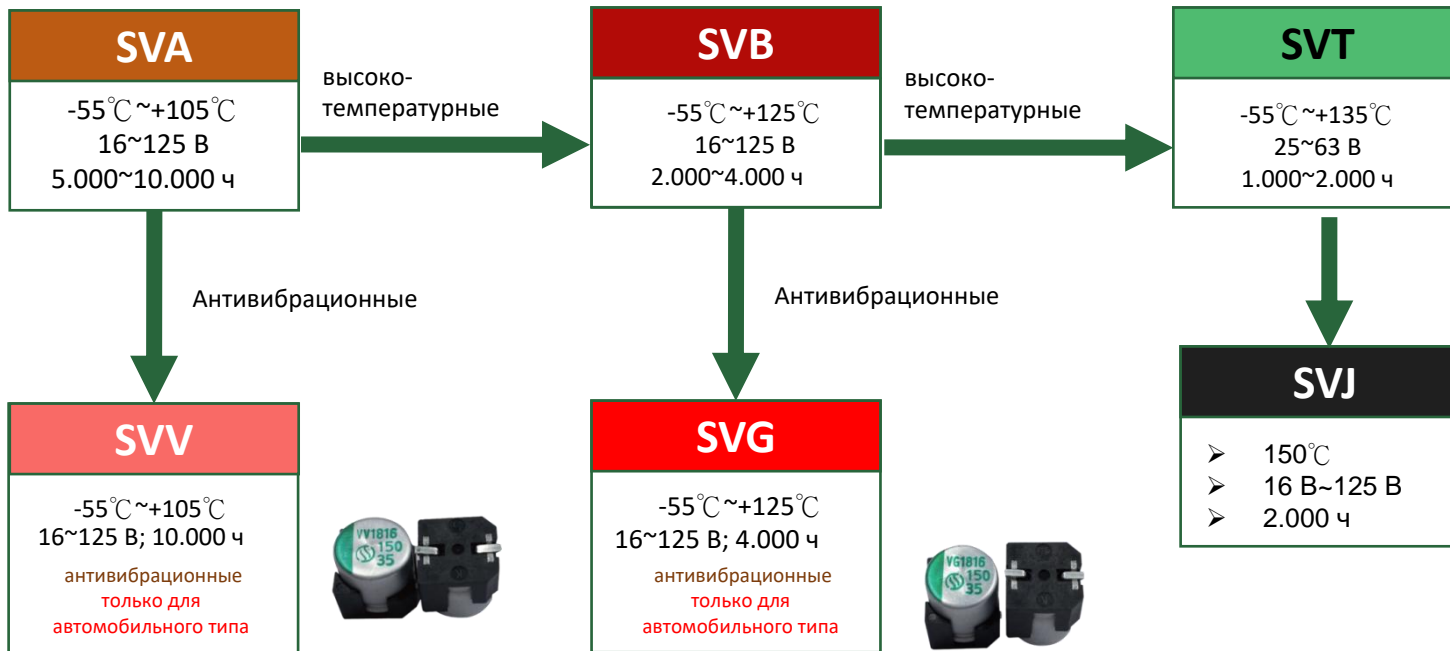 SVA
-55℃~+105℃
16~125 В
5.000~10.000 ч
высоко-
температурные
SVB
-55℃~+125℃
16~125 В
2.000~4.000 ч
высоко-
температурные
SVT
-55℃~+135℃
25~63 В
1.000~2.000 ч
Антивибрационные
Антивибрационные
SVV
-55℃~+105℃
16~125 В; 10.000 ч
антивибрационные
только для
автомобильного типа
VV1816
150
35
SVG
-55℃~+125℃
16~125 В; 4.000 ч
антивибрационные
только для
автомобильного типа
VG1816
150
35
SVJ
➢ 150℃
➢ 16 В~125 В
➢ 2.000 ч